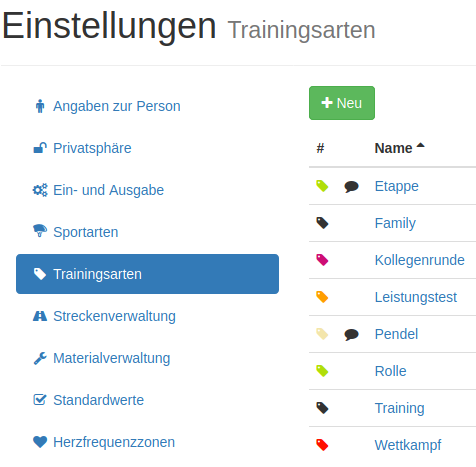 Einstellungen Trainingsarten
Angaben zur Person
Privatsphäre
Ein- und Ausgabe
Sportarten
Trainingsarten
Streckenverwaltung
Materialverwaltung
Standardwerte
Herzfrequenzzonen
Neu
# Name
Etappe
Family
Kollegenrunde
Leistungstest
Pendel
Rolle
Training
Wettkampf